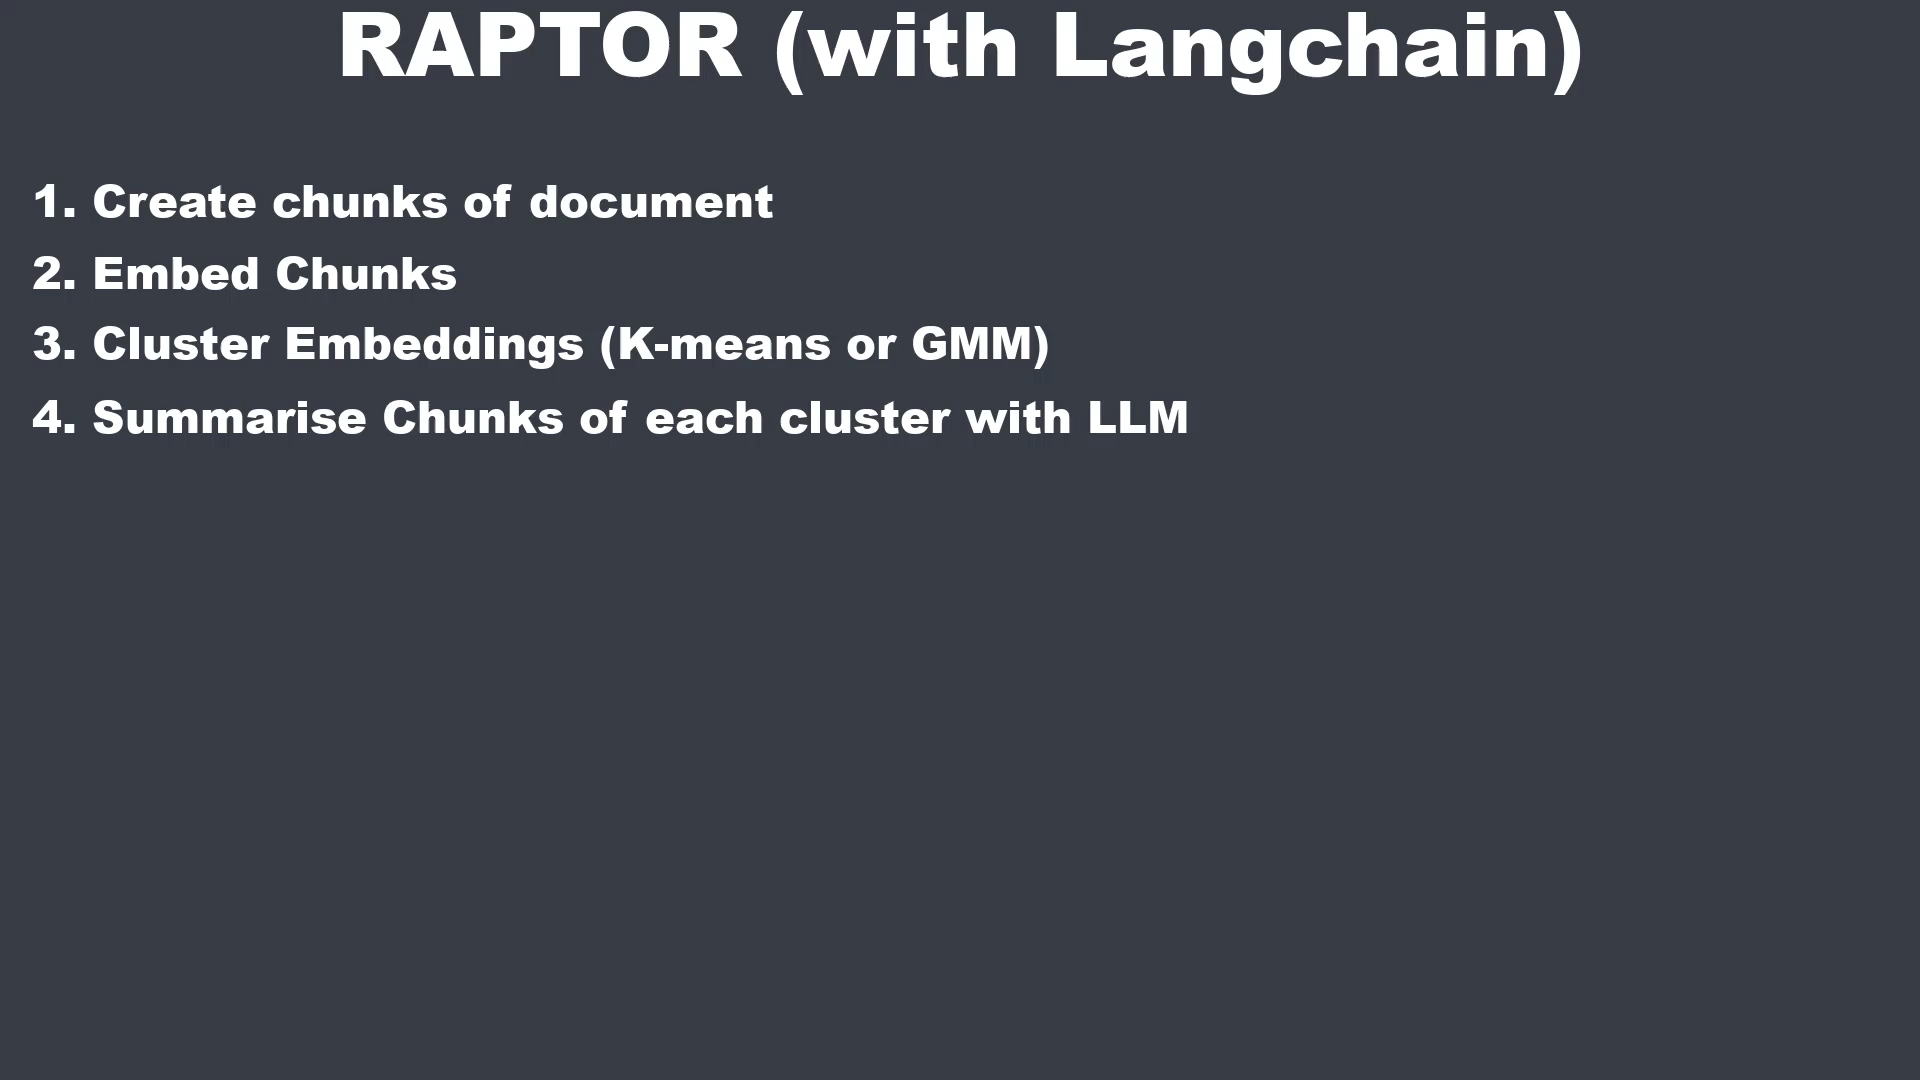 RAPTOR (with Langchain)
1. Create chunks of document
2. Embed Chunks
3. Cluster Embeddings (K-means or GMM)
4. Summarise Chunks of each cluster with LLM